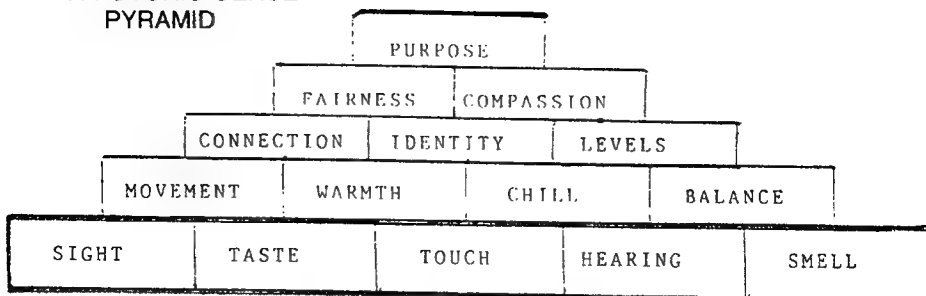 PYRAMID
PURPOSE
FAIRNESS COMPASSION
CONNECTION IDENTITY LEVELS
MOVEMENT WARMTH CHILL BALANCE
SIGHT TASTE TOUCH HEARING SMELL